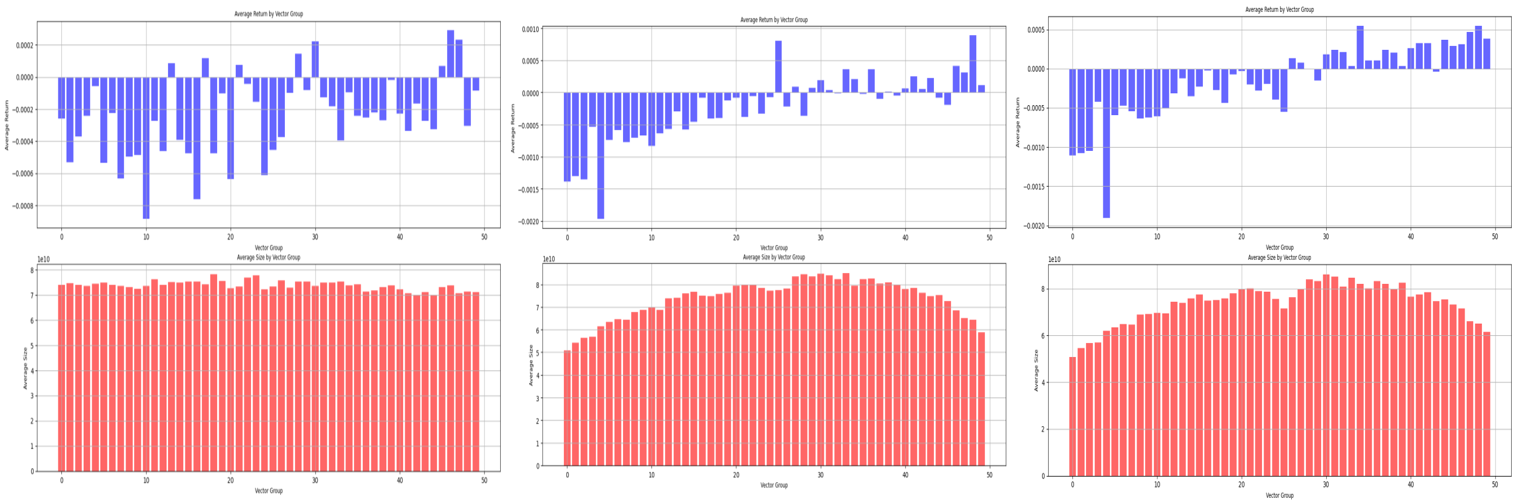 Average Return by Vector Group
0.0002
0.0000
−0.0002
−0.0004
−0.0006
−0.0008
Average Return
0 10 20 30 40 50
Vector Group
Average Size by Vector Group
1e10
8
7
6
5
4
3
2
1
0
Average Size
0 10 20 30 40 50
Vector Group
Average Return by Vector Group
0.0010
0.0005
0.0000
−0.0005
−0.0010
−0.0015
−0.0020
Average Return
0 10 20 30 40 50
Vector Group
Average Size by Vector Group
1e10
8
7
6
5
4
3
2
1
0
Average Size
0 10 20 30 40 50
Vector Group
Average Return by Vector Group
0.0005
0.0000
−0.0005
−0.0010
−0.0015
−0.0020
Average Return
0 10 20 30 40 50
Vector Group
Average Size by Vector Group
1e10
8
6
4
2
0
Average Size
0 10 20 30 40 50
Vector Group